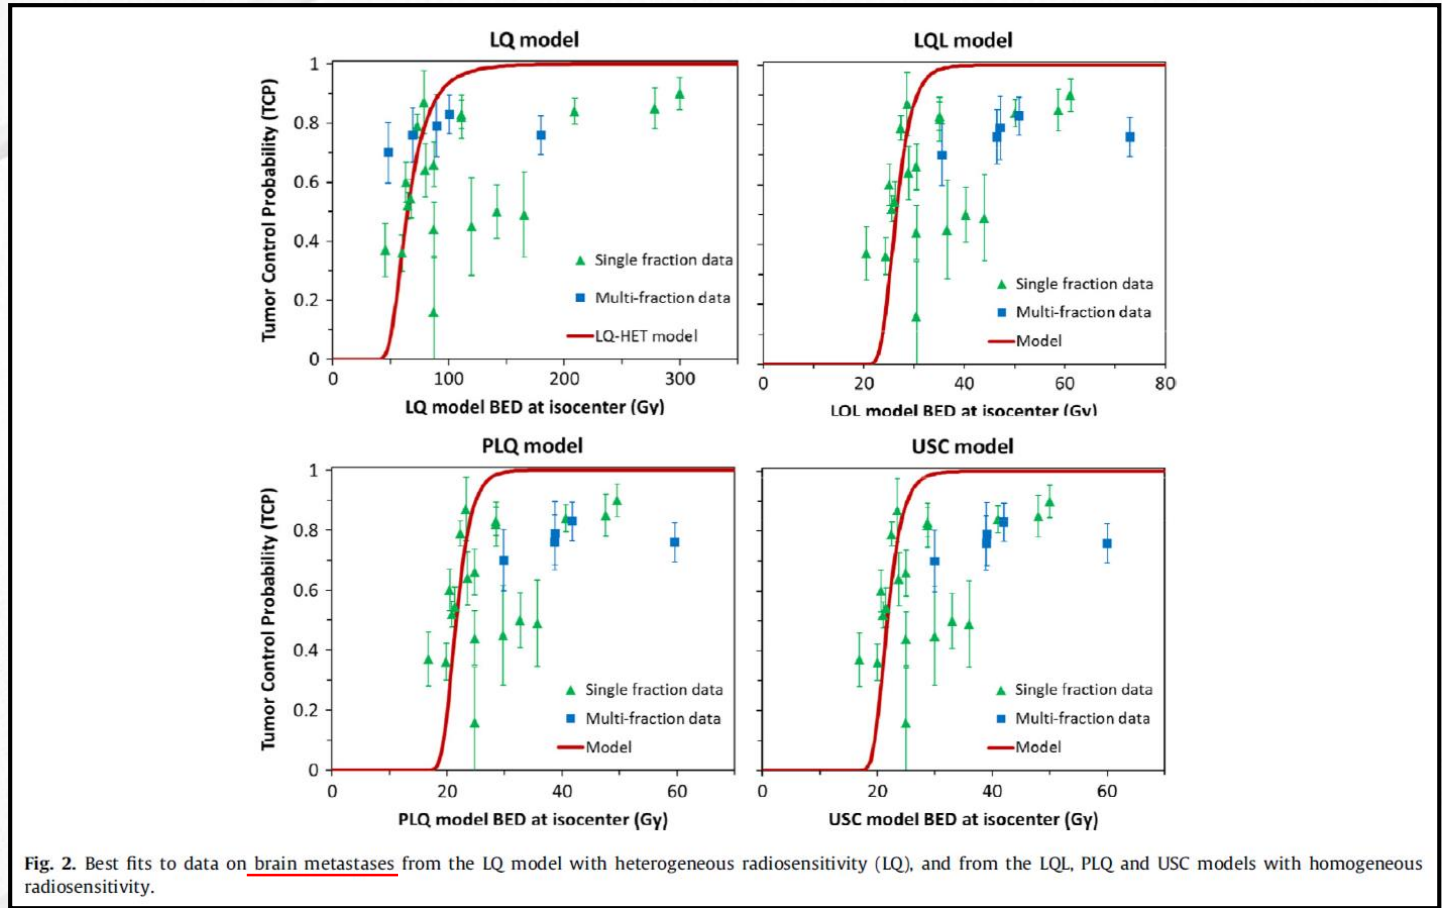 LQ model
Tumor Control Probability (TCP)
1
0.8
0.6
0.4
0.2
0
Single fraction data
Multi-fraction data
LQ-HET model
0 100 200 300
LQ model BED at isocenter (Gy)
LQL model
Single fraction data
Multi-fraction data
Model
0 20 40 60 80
LQL model BED at isocenter (Gy)
PLQ model
Tumor Control Probability (TCP)
1
0.8
0.6
0.4
0.2
0
Single fraction data
Multi-fraction data
Model
0 20 40 60
PLQ model BED at isocenter (Gy)
USC model
Single fraction data
Multi-fraction data
Model
0 20 40 60
USC model BED at isocenter (Gy)
Fig. 2. Best fits to data on brain metastases from the LQ model with heterogeneous radiosensitivity (LQ), and from the LQL, PLQ and USC models with homogeneous
radiosensitivity.